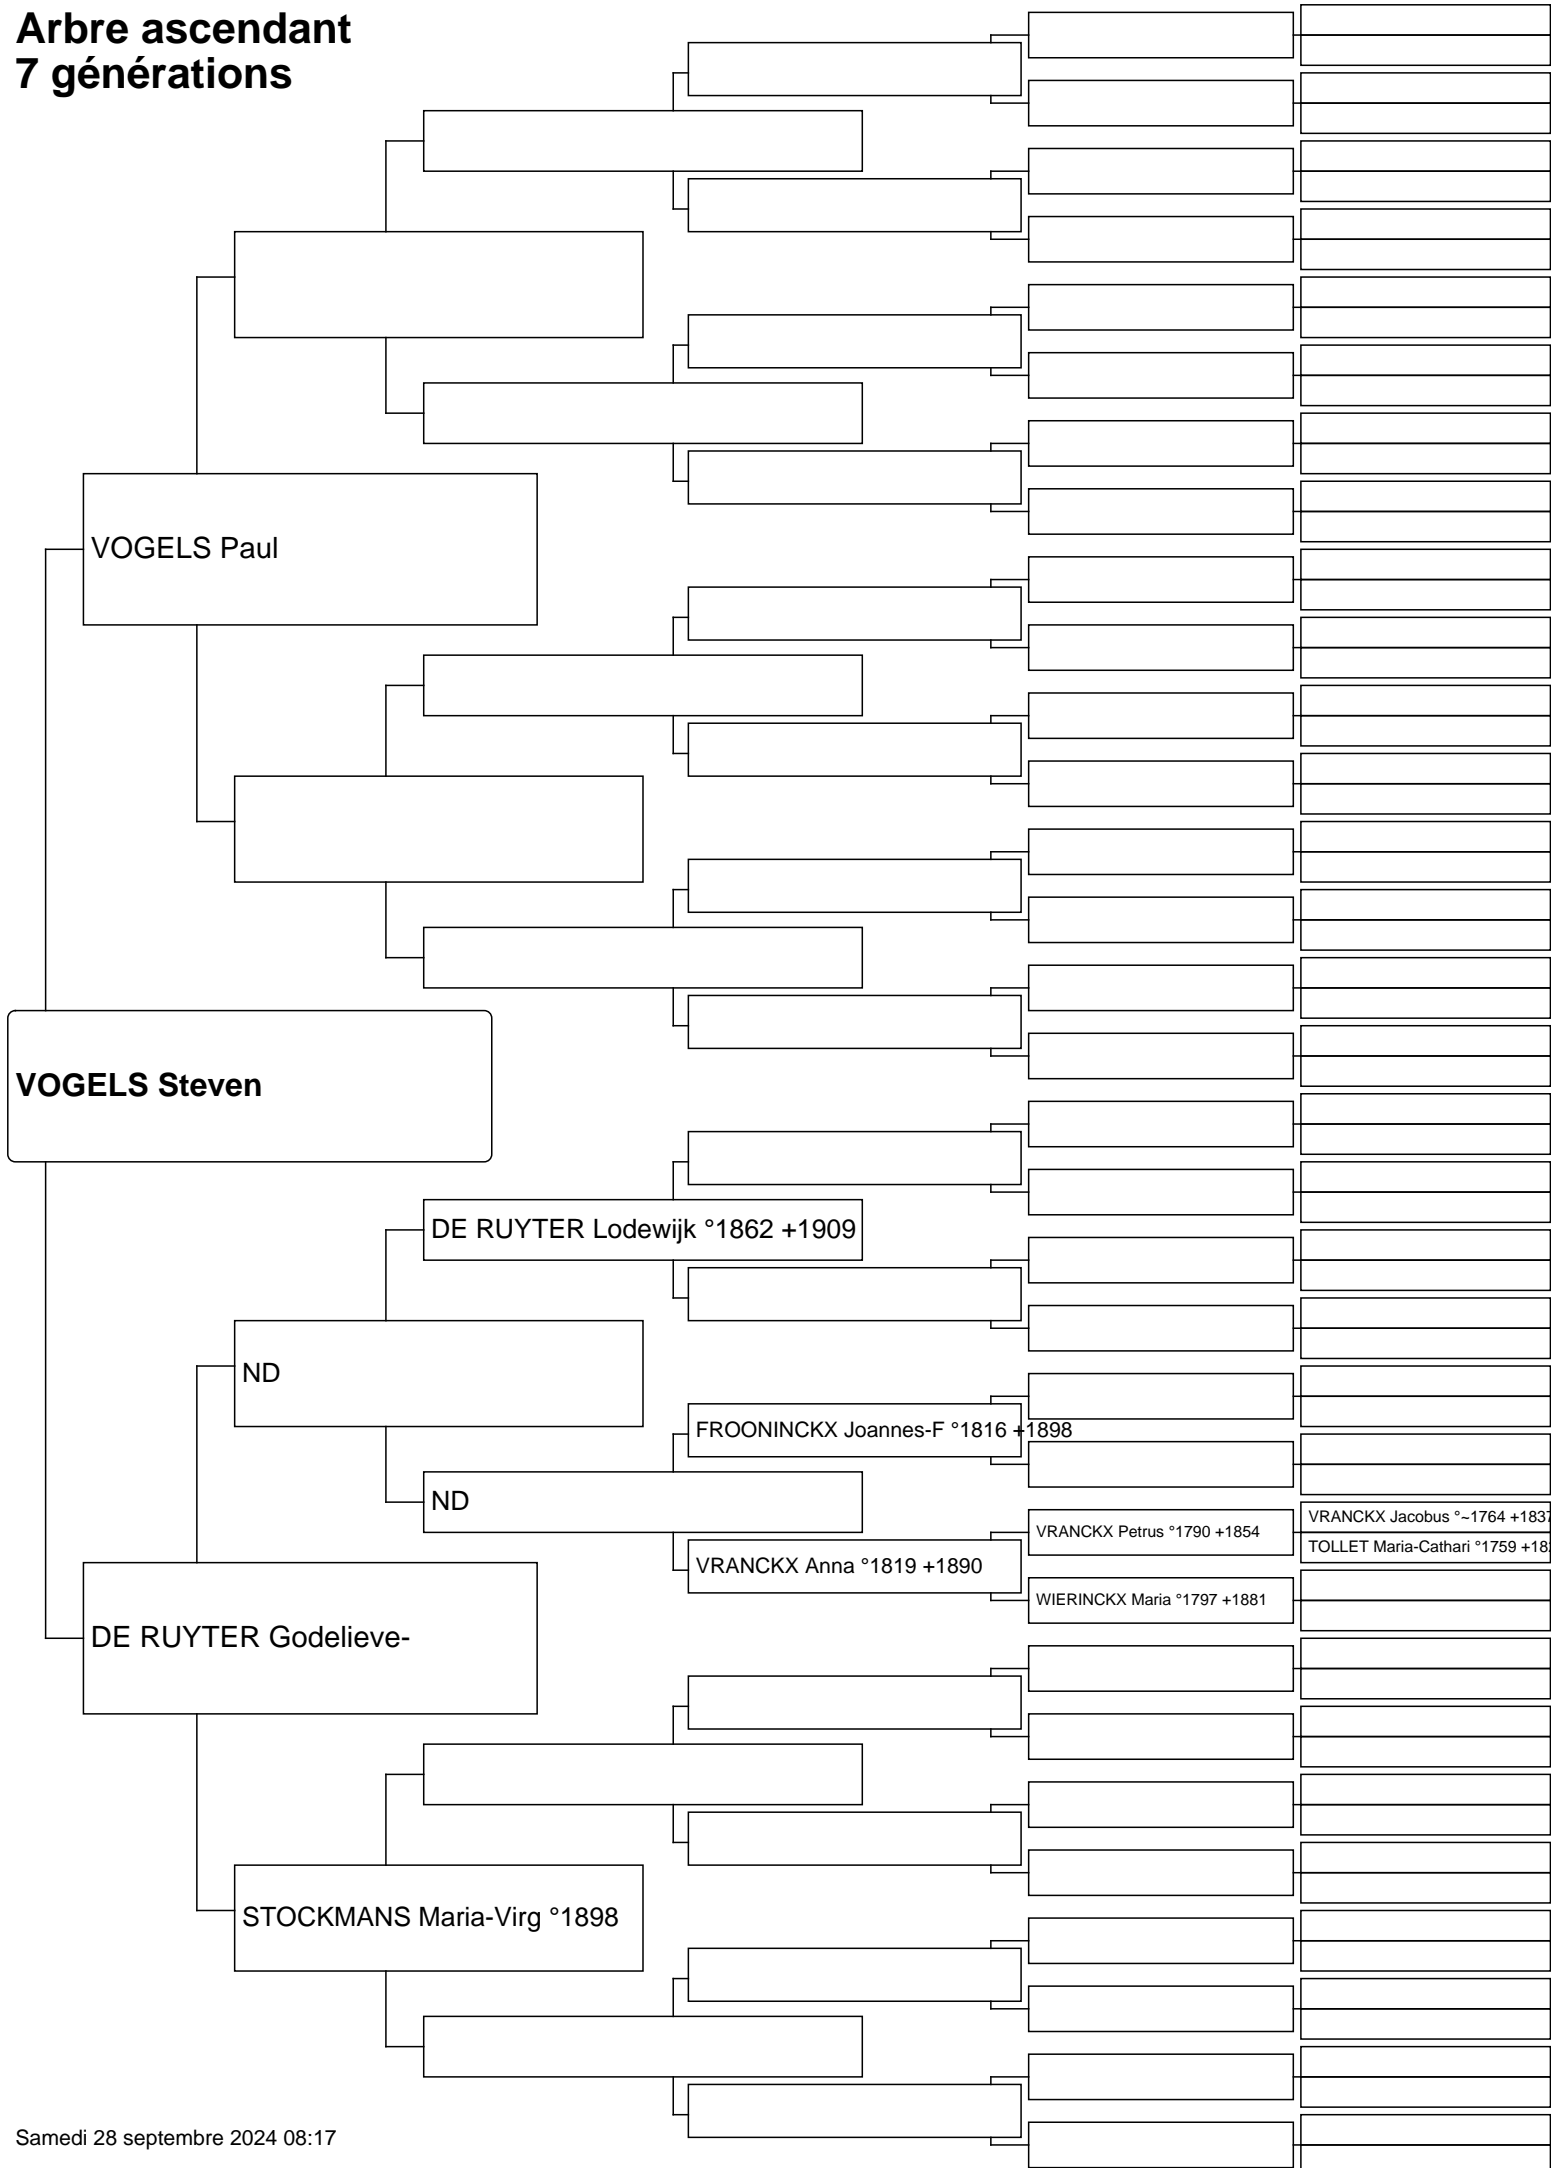 Arbre ascendant
7 générations
VOGELS Paul
VOGELS Steven
DE RUYTER Lodewijk °1862 +1909
ND
FROONINCKX Joannes-F °1816 +1898
ND
VRANCKX Petrus °1790 +1854
VRANCKX Jacobus °~1764 +1837
TOLLET Maria-Cathari °1759 +18
VRANCKX Anna °1819 +1890
WIERINCKX Maria °1797 +1881
DE RUYTER Godelieve-
STOCKMANS Maria-Virg °1898
Samedi 28 septembre 2024 08:17